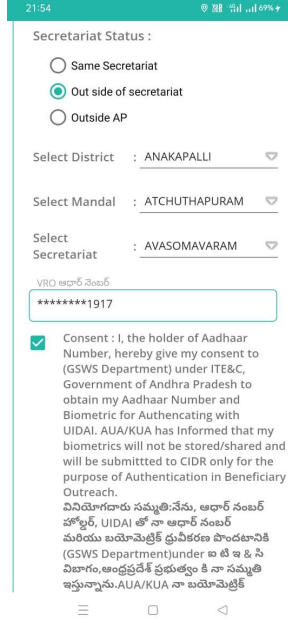 21:54 69%
Secretariat Status :
Same Secretariat
Out side of secretariat
Outside AP
Select District : ANAKAPALLI
Select Mandal : ATCHUTHAPURAM
Select
Secretariat : AVASOMAVARAM
VRO ఆధార్ నెంబర్
********1917
Consent : I, the holder of Aadhaar
Number, hereby give my consent to
(GSWS Department) under ITE&C,
Government of Andhra Pradesh to
obtain my Aadhaar Number and
Biometric for Authencating with
UIDAI. AUA/KUA has Informed that my
biometrics will not be stored/shared and
will be submittted to CIDR only for the
purpose of Authentication in Beneficiary
Outreach.
వినియోగదారు సమ్మతి:నేను, ఆధార్ నంబర్
హోల్డర్, UIDAI తో నా ఆధార్ నంబర్
మరియు బయోమెట్రిక్ ధ్రువీకరణ పొందటానికి
(GSWS Department)under ఐ టి ఇ & సి
విబాగం,ఆంధ్రప్రదేశ్ ప్రభుత్వం కి నా సమ్మతి
ఇస్తున్నాను.AUA/KUA నా బయోమెట్రిక్